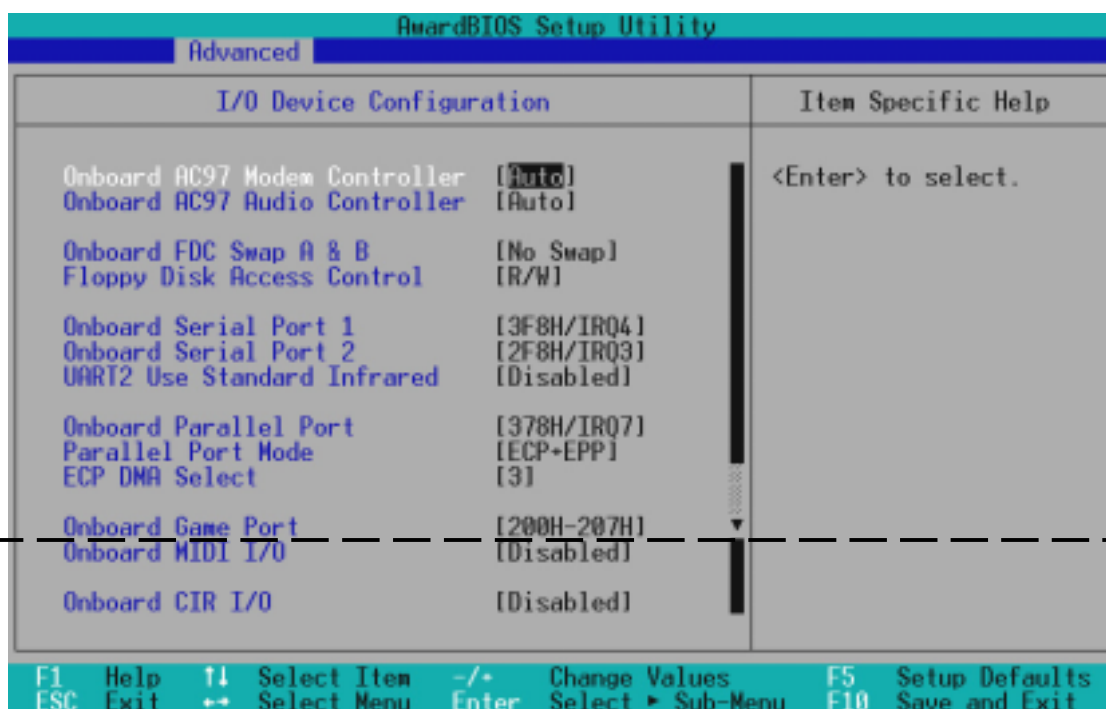 AwardBIOS Setup Utility
Advanced
I/O Device Configuration
Item Specific Help
Onboard AC97 Modem Controller [Auto]
<Enter> to select.
Onboard AC97 Audio Controller [Auto]
Onboard FDC Swap A & B [No Swap]
Floppy Disk Access Control [R/W]
Onboard Serial Port 1 [3F8H/IRQ4]
Onboard Serial Port 2 [2F8H/IRQ3]
UART2 Use Standard Infrared [Disabled]
Onboard Parallel Port [378H/IRQ7]
Parallel Port Mode [ECP+EPP]
ECP DMA Select [3]
Onboard Game Port [200H-207H]
Onboard MIDI I/O [Disabled]
Onboard CIR I/O [Disabled]
F1 Help ↑↓ Select Item -/+ Change Values F5 Setup Defaults
ESC Exit ←→ Select Menu Enter Select ► Sub-Menu F10 Save and Exit